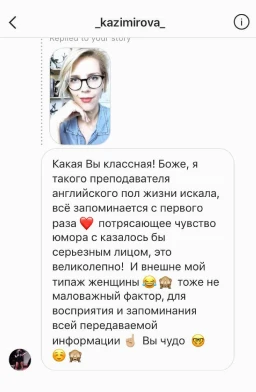 _kazimirova_
Replied to your story
Какая Вы классная! Боже, я
такого преподавателя
английского пол жизни искала,
всё запоминается с первого
раза ❤️ потрясающее чувство
юмора с казалось бы
серьезным лицом, это
великолепно! И внешне мой
типаж женщины 😂🙈 тоже не
маловажный фактор, для
восприятия и запоминания
всей передаваемой
информации ☝🏼 Вы чудо 🤓
☺️🙈